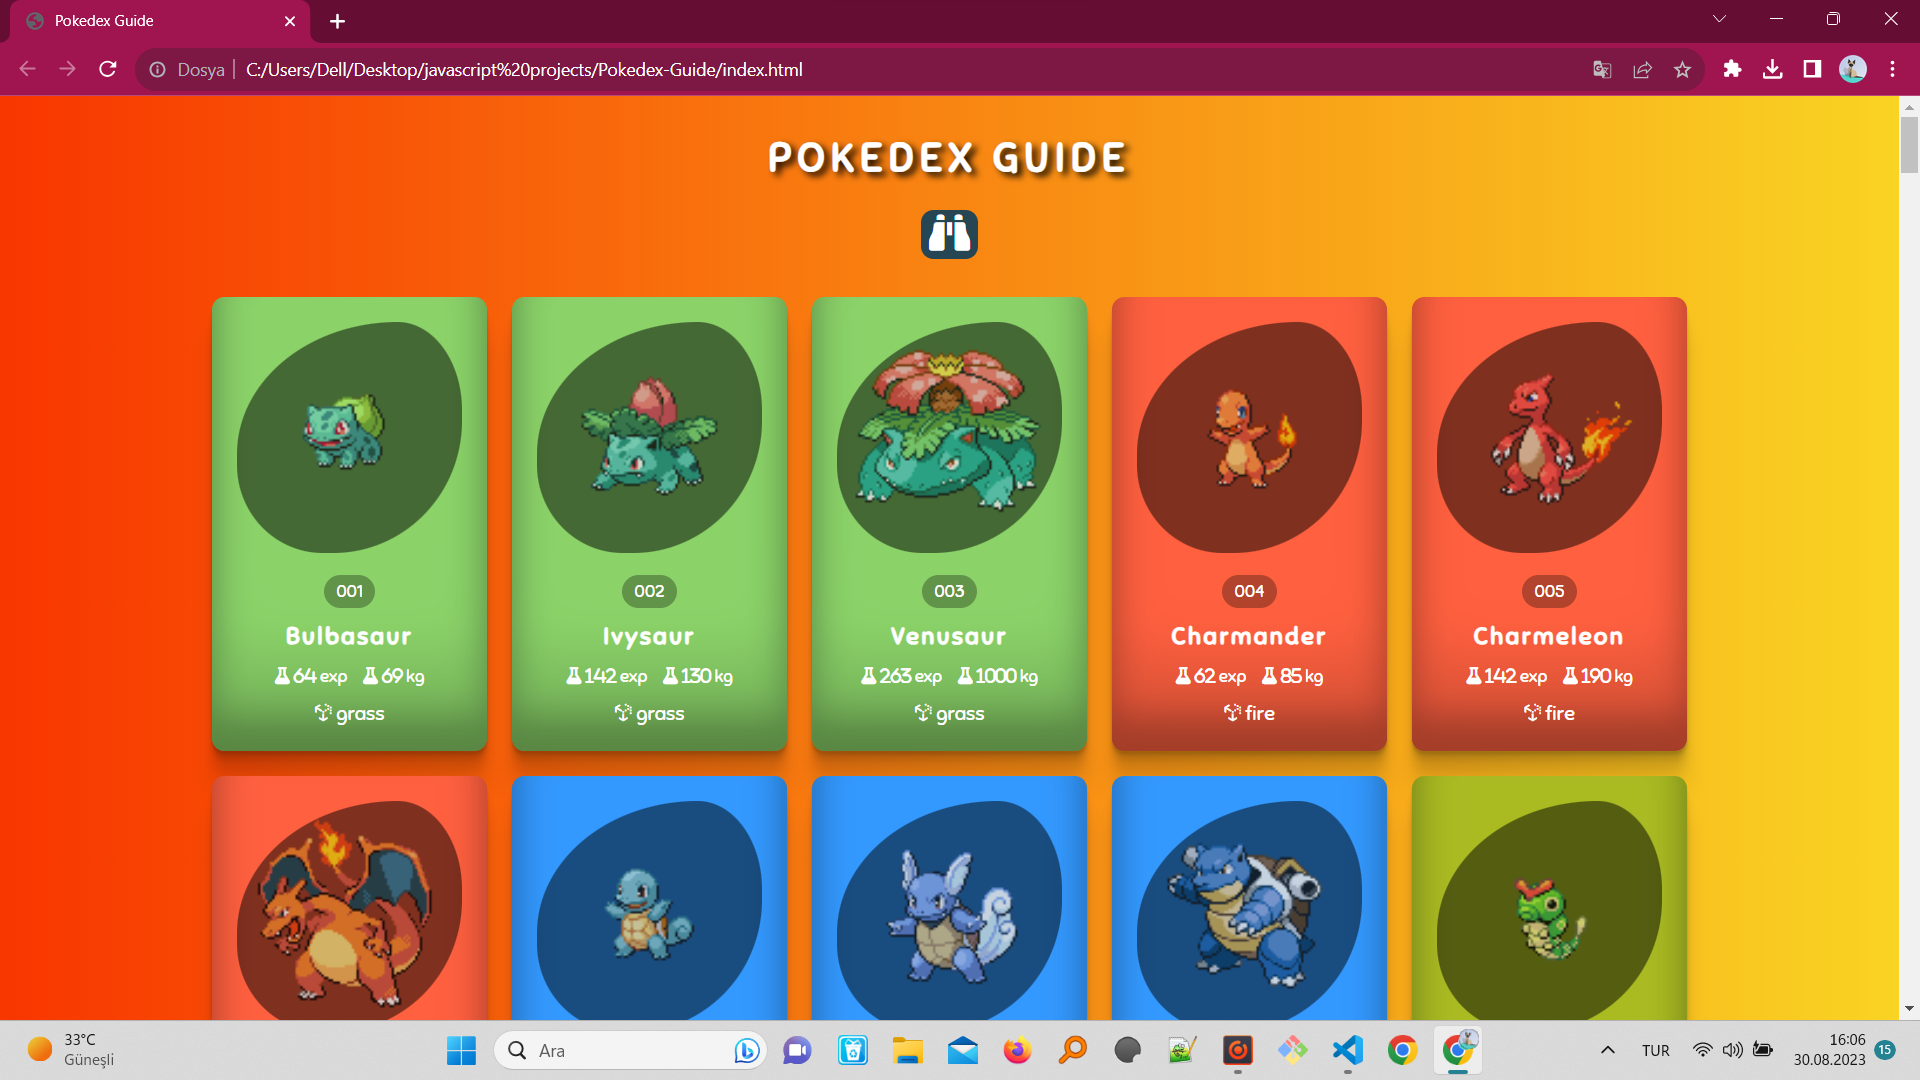 Pokedex Guide
Dosya | C:/Users/Dell/Desktop/javascript%20projects/Pokedex-Guide/index.html
POKEDEX GUIDE
001 002 003 004 005
Bulbasaur Ivysaur Venusaur Charmander Charmeleon
64 exp 69 kg 142 exp 130 kg 263 exp 1000 kg 62 exp 85 kg 142 exp 190 kg
grass grass grass fire fire
33°C
Güneşli
Ara
TUR
16:06
30.08.2023
15